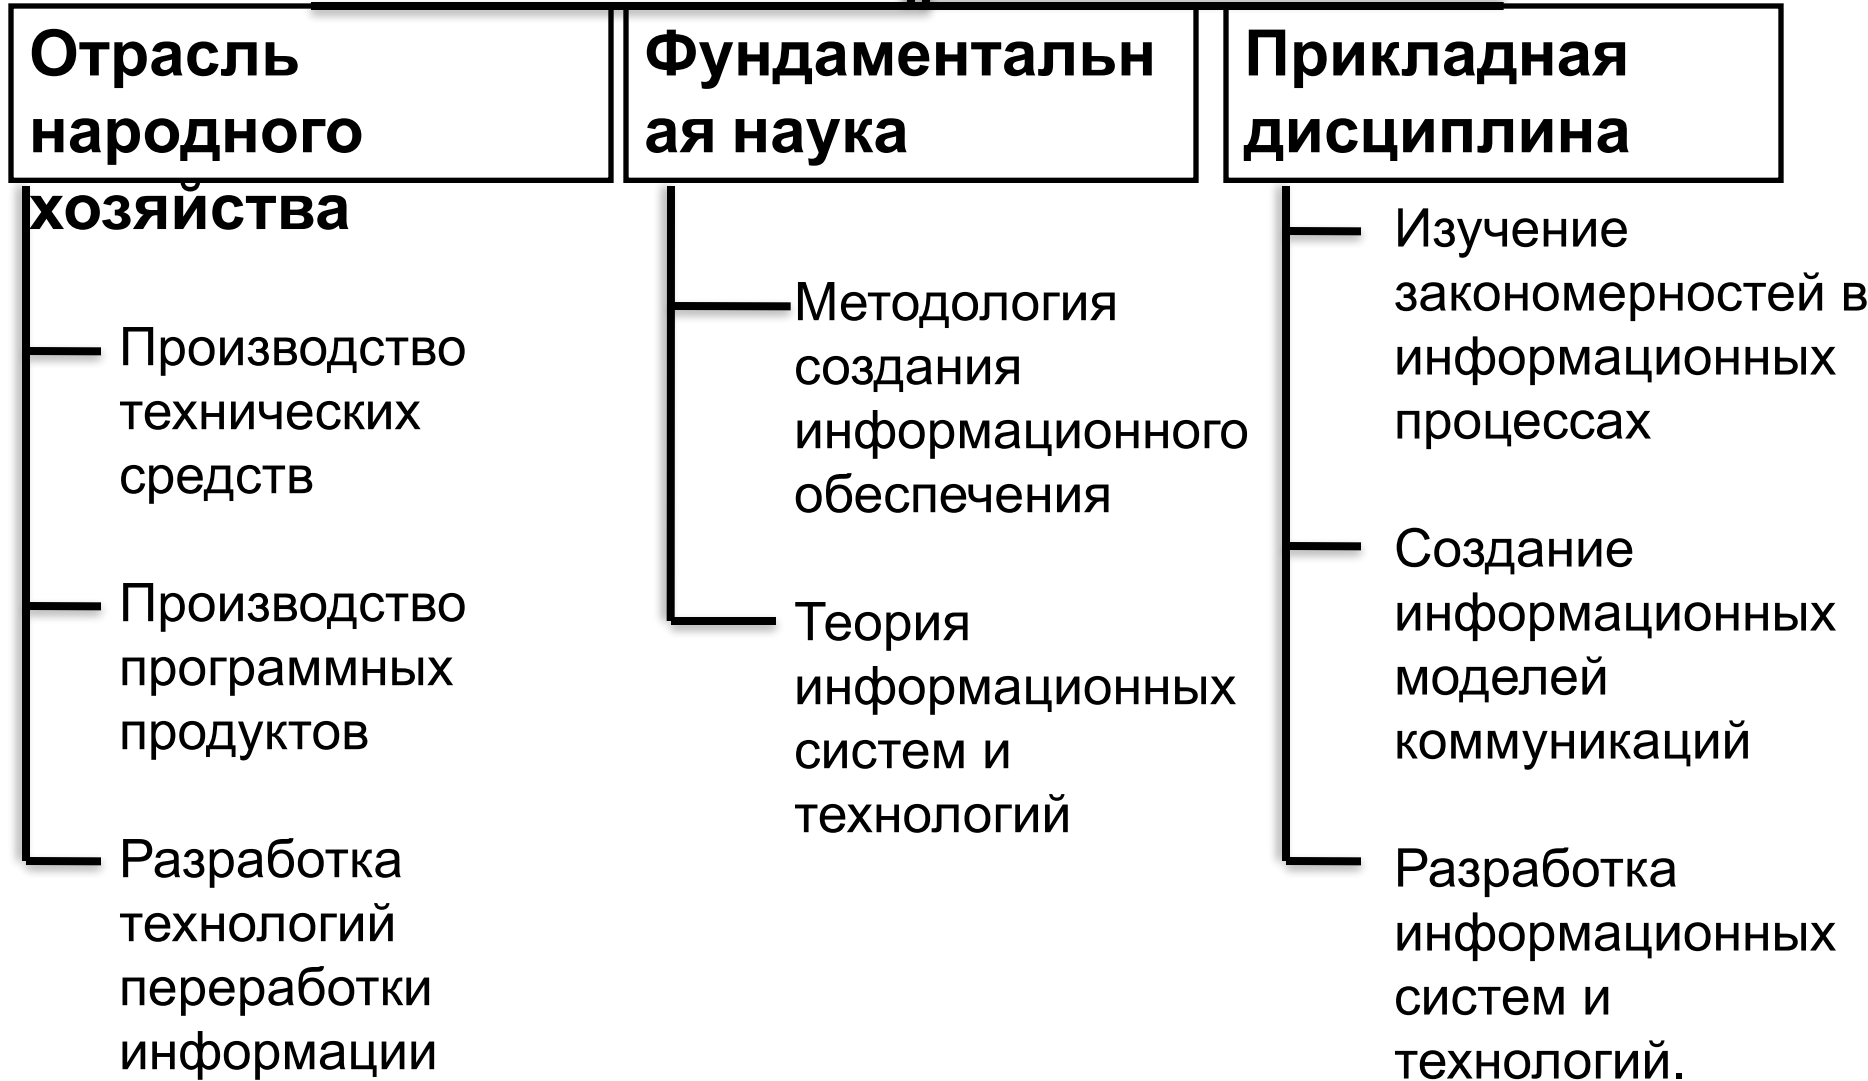 Отрасль
народного
хозяйства
Производство
технических
средств
Производство
программных
продуктов
Разработка
технологий
переработки
информации
Фундаментальн
ая наука
Методология
создания
информационного
обеспечения
Теория
информационных
систем и
технологий
Прикладная
дисциплина
Изучение
закономерностей в
информационных
процессах
Создание
информационных
моделей
коммуникаций
Разработка
информационных
систем и
технологий.